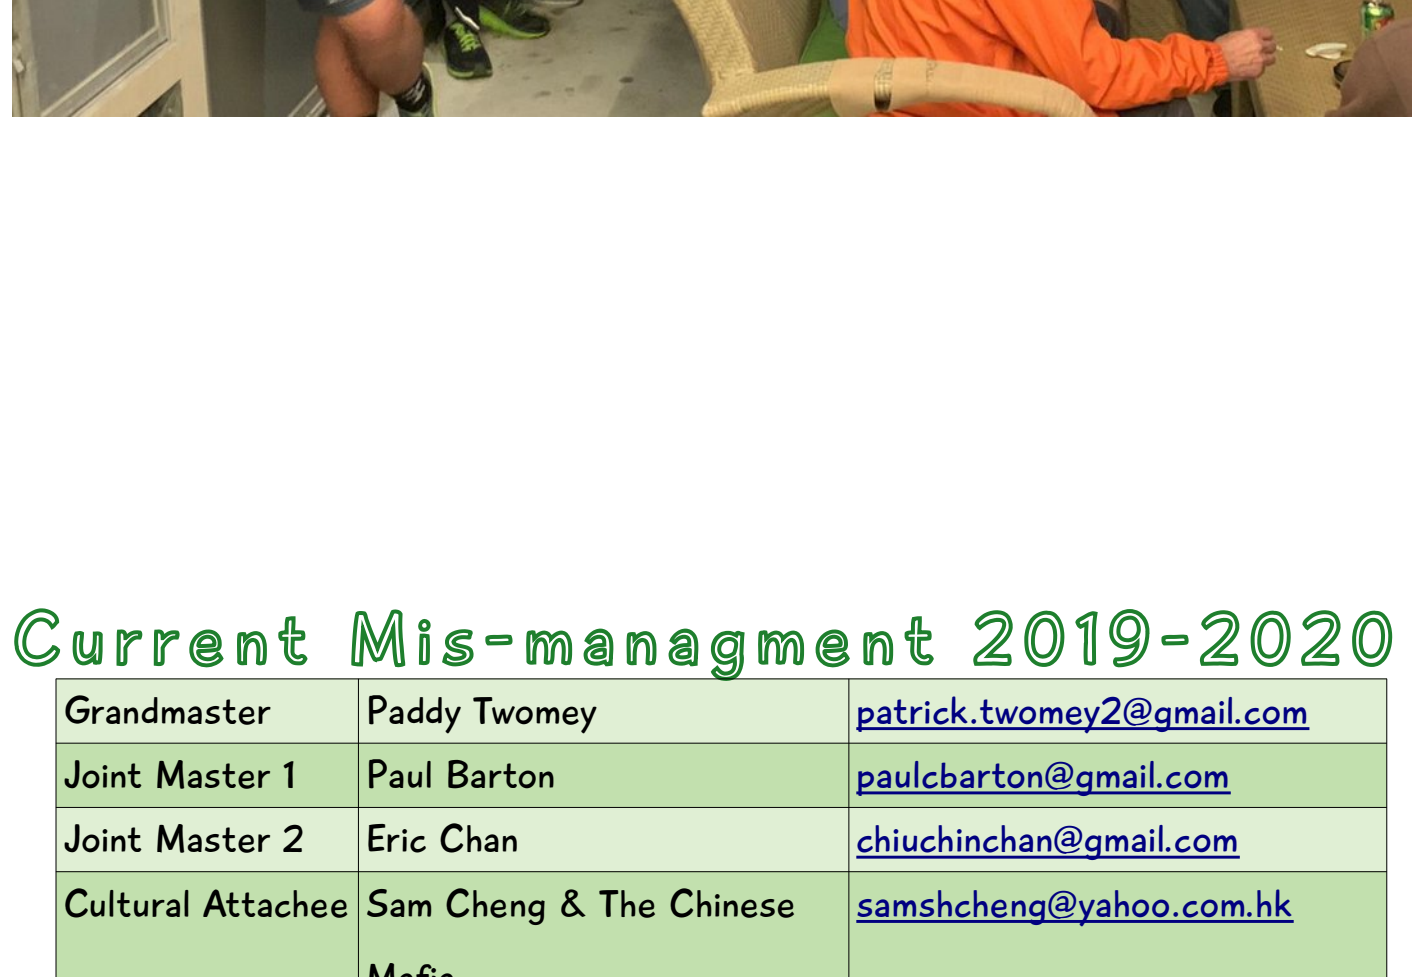 Current Mis-managment 2019-2020
Grandmaster Paddy Twomey patrick.twomey2@gmail.com
Joint Master 1 Paul Barton paulcbarton@gmail.com
Joint Master 2 Eric Chan chiuchinchan@gmail.com
Cultural Attachee Sam Cheng & The Chinese samshcheng@yahoo.com.hk
Mafia